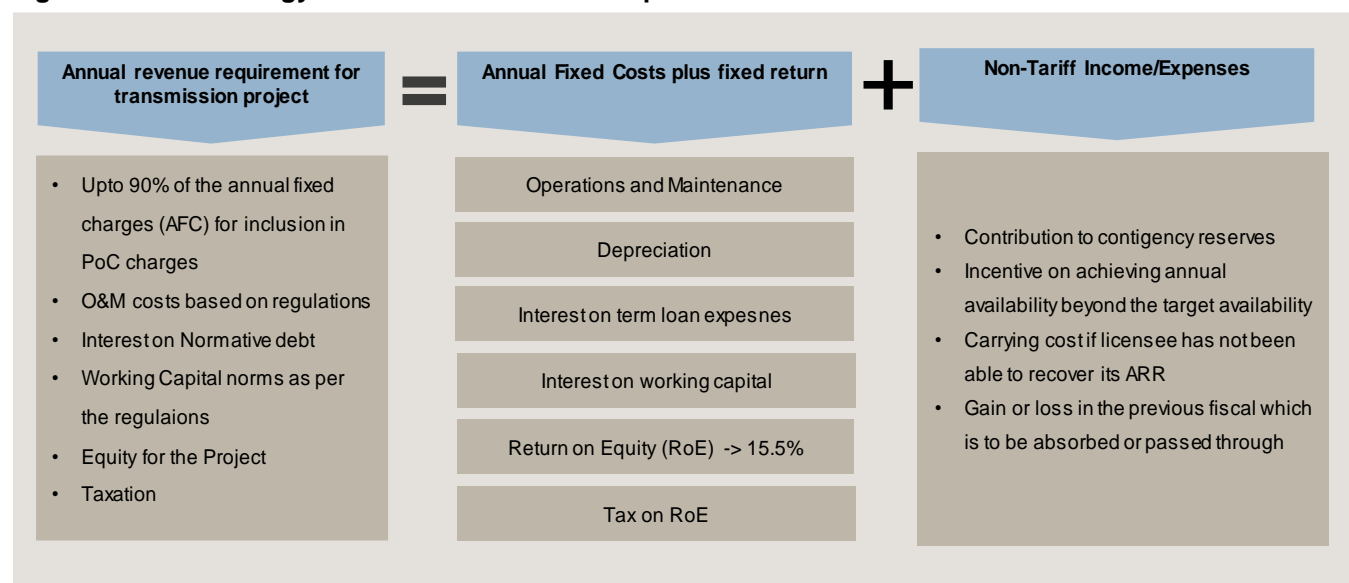 Annual revenue requirement for
transmission project
=
Annual Fixed Costs plus fixed return
+
Non-Tariff Income/Expenses
• Upto 90% of the annual fixed
charges (AFC) for inclusion in
PoC charges
• O&M costs based on regulations
• Interest on Normative debt
• Working Capital norms as per
the regulaions
• Equity for the Project
• Taxation
Operations and Maintenance
Depreciation
Interest on term loan expesnes
Interest on working capital
Return on Equity (RoE) -> 15.5%
Tax on RoE
• Contribution to contigency reserves
• Incentive on achieving annual
availability beyond the target availability
• Carrying cost if licensee has not been
able to recover its ARR
• Gain or loss in the previous fiscal which
is to be absorbed or passed through